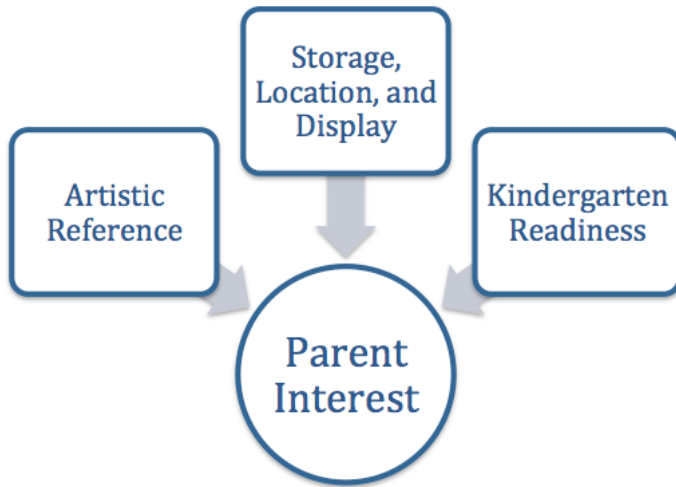 Storage,
Location, and
Display
Artistic
Reference
Kindergarten
Readiness
Parent
Interest